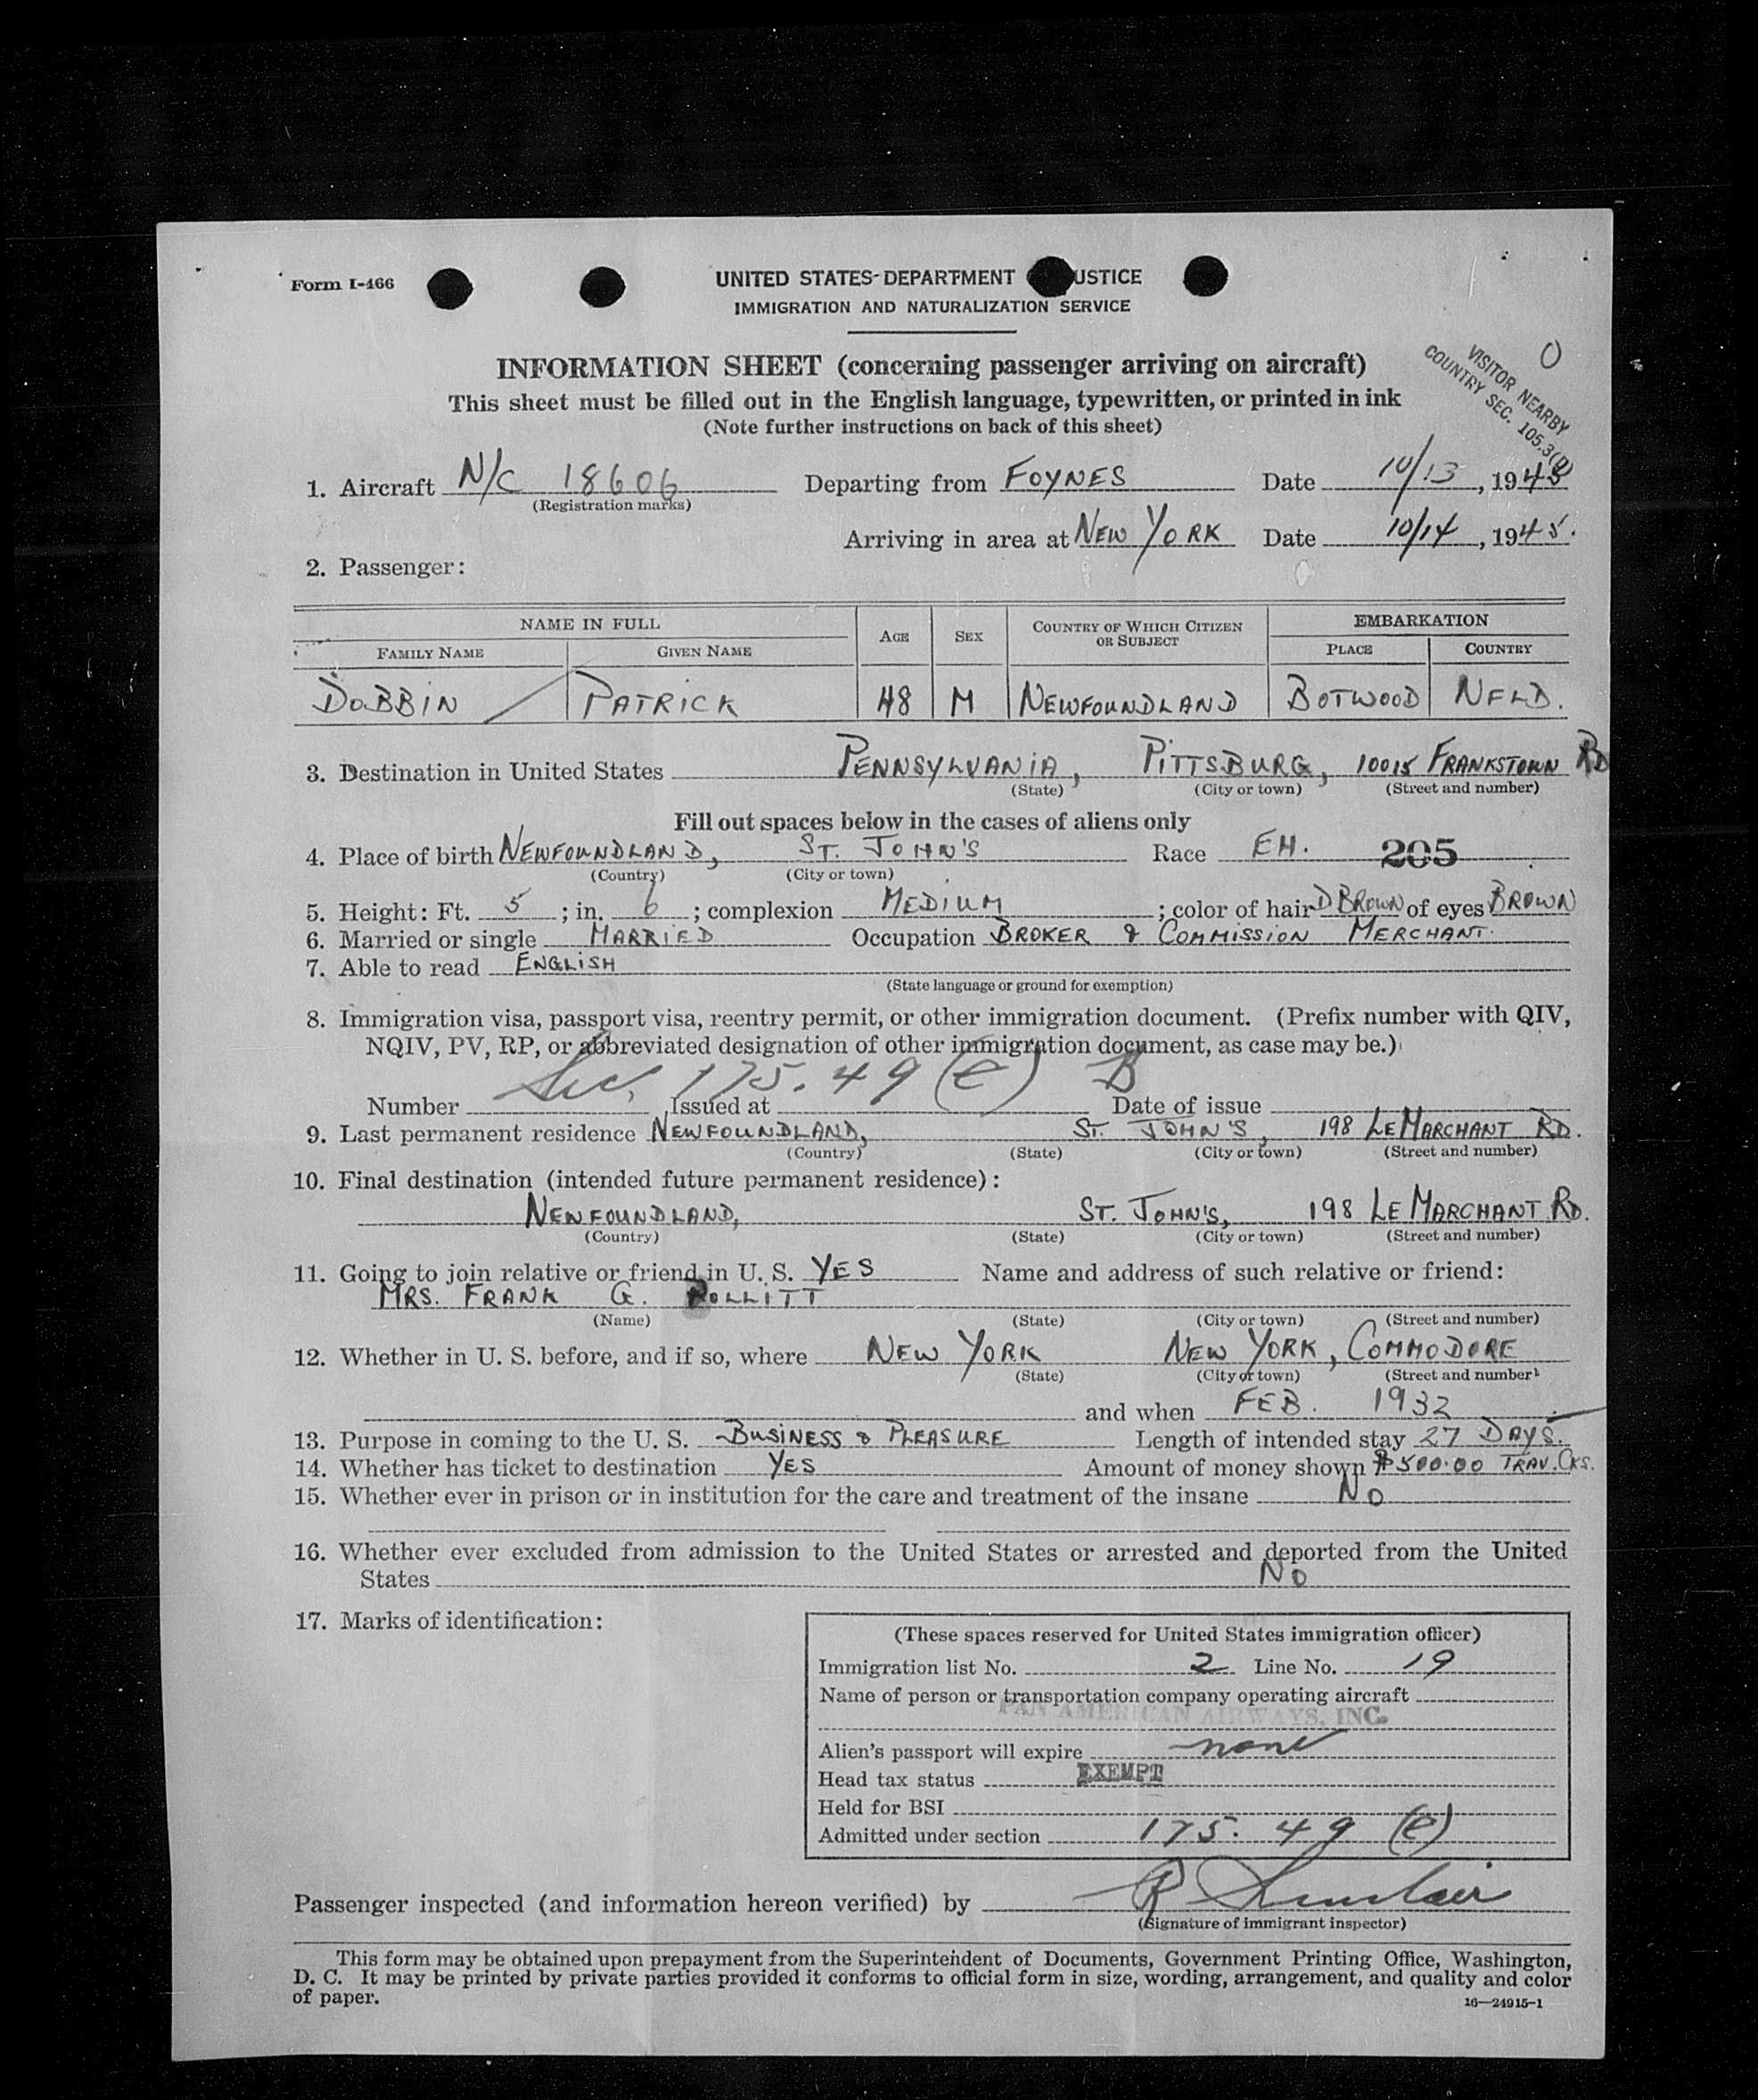 Form I-466
UNITED STATES DEPARTMENT USTICE
IMMIGRATION AND NATURALIZATION SERVICE
INFORMATION SHEET (concerning passenger arriving on aircraft)
This sheet must be filled out in the English language, typewritten, or printed in ink
(Note further instructions on back of this sheet)
VISITOR NEARBY
COUNTRY SEC. 105.3(B)
O
1. Aircraft N/C 18606 Departing from FOYNES Date 10/13, 1945
(Registration marks)
Arriving in area at NEW YORK Date 10/14, 1945.
2. Passenger:
NAME IN FULL AGE SEX COUNTRY OF WHICH CITIZEN OR SUBJECT EMBARKATION
FAMILY NAME GIVEN NAME PLACE COUNTRY
DOBBIN / PATRICK 48 M NEWFOUNDLAND BOTWOOD NFLD.
3. Destination in United States PENNSYLVANIA, PITTSBURG, 10015 FRANKSTOWN RD
(State) (City or town) (Street and number)
Fill out spaces below in the cases of aliens only
4. Place of birth NEWFOUNDLAND, ST. JOHN'S Race EH. 205
(Country) (City or town)
5. Height: Ft. 5 ; in. 6 ; complexion MEDIUM ; color of hair D BROWN of eyes BROWN
6. Married or single MARRIED Occupation BROKER & COMMISSION MERCHANT.
7. Able to read ENGLISH
(State language or ground for exemption)
8. Immigration visa, passport visa, reentry permit, or other immigration document. (Prefix number with QIV,
NQIV, PV, RP, or abbreviated designation of other immigration document, as case may be.)
Sec. 175.49 (e) B
Number Issued at Date of issue
9. Last permanent residence NEWFOUNDLAND, ST. JOHN'S, 198 LEMARCHANT RD.
(Country) (State) (City or town) (Street and number)
10. Final destination (intended future permanent residence):
NEWFOUNDLAND, ST. JOHN'S, 198 LEMARCHANT RD.
(Country) (State) (City or town) (Street and number)
11. Going to join relative or friend in U. S. YES Name and address of such relative or friend:
MRS. FRANK G. POLLITT
(Name) (State) (City or town) (Street and number)
12. Whether in U. S. before, and if so, where NEW YORK NEW YORK, COMMODORE
(State) (City or town) (Street and number)
and when FEB. 1932
13. Purpose in coming to the U. S. BUSINESS & PLEASURE Length of intended stay 27 DAYS.
14. Whether has ticket to destination YES Amount of money shown $500.00 TRAV. CKS.
15. Whether ever in prison or in institution for the care and treatment of the insane NO
16. Whether ever excluded from admission to the United States or arrested and deported from the United
States NO
17. Marks of identification:
(These spaces reserved for United States immigration officer)
Immigration list No. 2 Line No. 19
Name of person or transportation company operating aircraft
PAN AMERICAN AIRWAYS, INC.
Alien's passport will expire none
Head tax status EXEMPT
Held for BSI
Admitted under section 175.49 (e)
Passenger inspected (and information hereon verified) by R Sinclair
(Signature of immigrant inspector)
This form may be obtained upon prepayment from the Superintendent of Documents, Government Printing Office, Washington,
D. C. It may be printed by private parties provided it conforms to official form in size, wording, arrangement, and quality and color
of paper.
16—24915-1